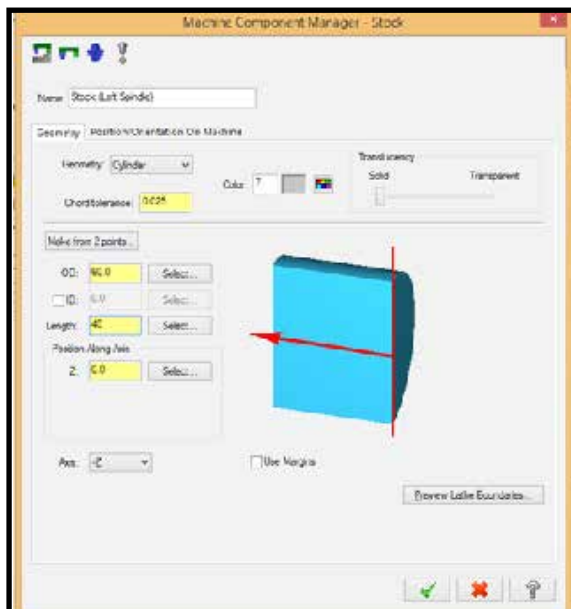 Machine Component Manager - Stock
Name: Stock (Left Spindle)
Geometry Position/Orientation On Machine
Geometry: Cylinder
Color: 7
Translucency
Solid Transparent
Chord tolerance: 0.025
Make from 2 points...
OD: Select...
ID: 0.0 Select...
Length: 40 Select...
Position Along Axis
Z: 0.0 Select...
Axis: -Z
Use Margins
Preview Lathe Boundaries...